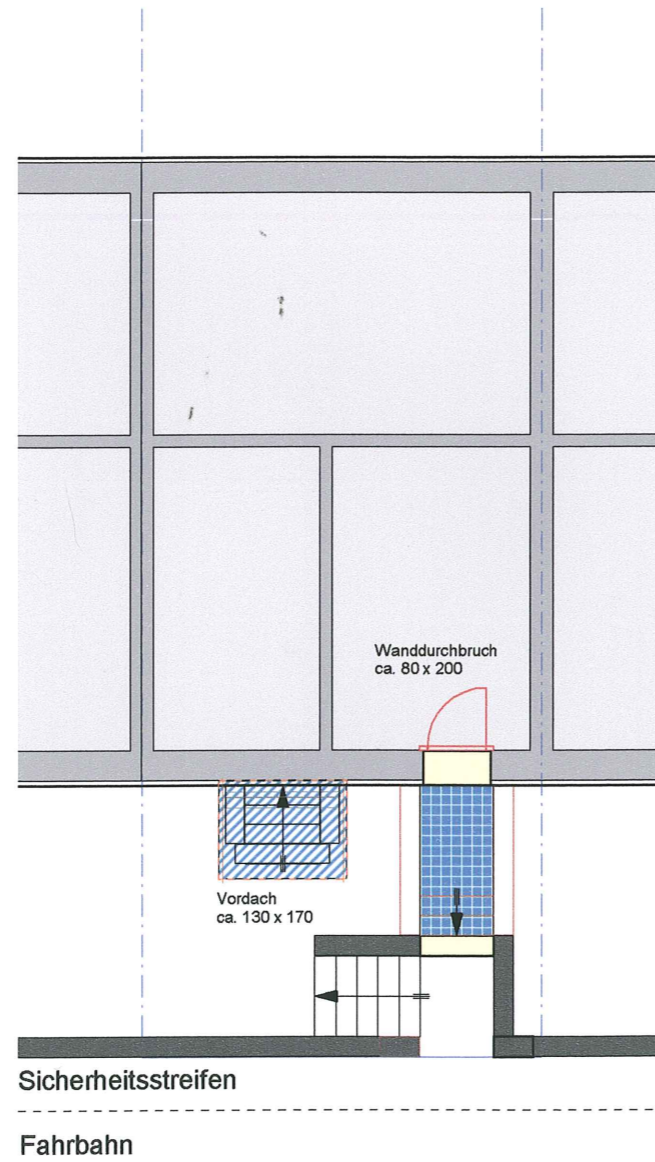 Wanddurchbruch
ca. 80 x 200
Vordach
ca. 130 x 170
Sicherheitsstreifen
Fahrbahn